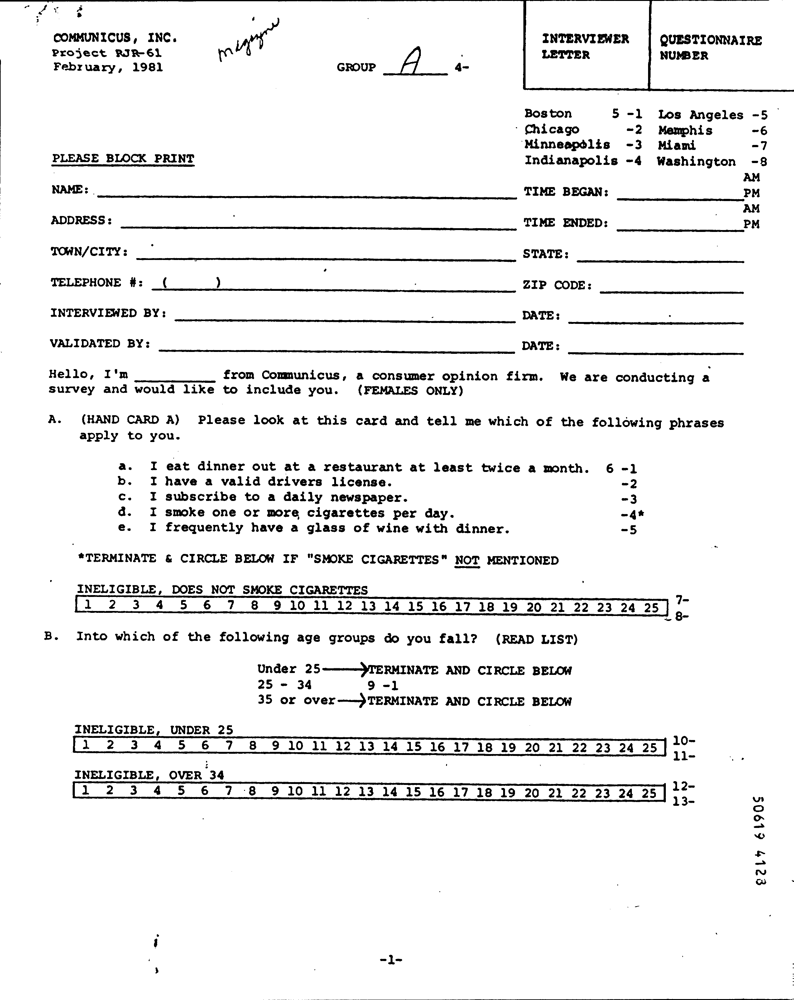 COMMUNICUS, INC.
Project RJR-61
February, 1981
GROUP A 4-
INTERVIEWER LETTER
QUESTIONNAIRE NUMBER
Boston 5 -1 Los Angeles -5
Chicago -2 Memphis -6
Minneapolis -3 Miami -7
Indianapolis -4 Washington -8
PLEASE BLOCK PRINT
NAME: TIME BEGAN: AM PM
ADDRESS: TIME ENDED: AM PM
TOWN/CITY: STATE:
TELEPHONE #: ( ) ZIP CODE:
INTERVIEWED BY: DATE:
VALIDATED BY: DATE:
Hello, I'm __________ from Communicus, a consumer opinion firm. We are conducting a
survey and would like to include you. (FEMALES ONLY)
A. (HAND CARD A) Please look at this card and tell me which of the following phrases
apply to you.
a. I eat dinner out at a restaurant at least twice a month. 6 -1
b. I have a valid drivers license. -2
c. I subscribe to a daily newspaper. -3
d. I smoke one or more cigarettes per day. -4*
e. I frequently have a glass of wine with dinner. -5
*TERMINATE & CIRCLE BELOW IF "SMOKE CIGARETTES" NOT MENTIONED
INELIGIBLE, DOES NOT SMOKE CIGARETTES
1 2 3 4 5 6 7 8 9 10 11 12 13 14 15 16 17 18 19 20 21 22 23 24 25 7-
8-
B. Into which of the following age groups do you fall? (READ LIST)
Under 25 TERMINATE AND CIRCLE BELOW
25 - 34 9 -1
35 or over TERMINATE AND CIRCLE BELOW
INELIGIBLE, UNDER 25
1 2 3 4 5 6 7 8 9 10 11 12 13 14 15 16 17 18 19 20 21 22 23 24 25 10-
11-
INELIGIBLE, OVER 34
1 2 3 4 5 6 7 8 9 10 11 12 13 14 15 16 17 18 19 20 21 22 23 24 25 12-
13-
50619 4123
-1-